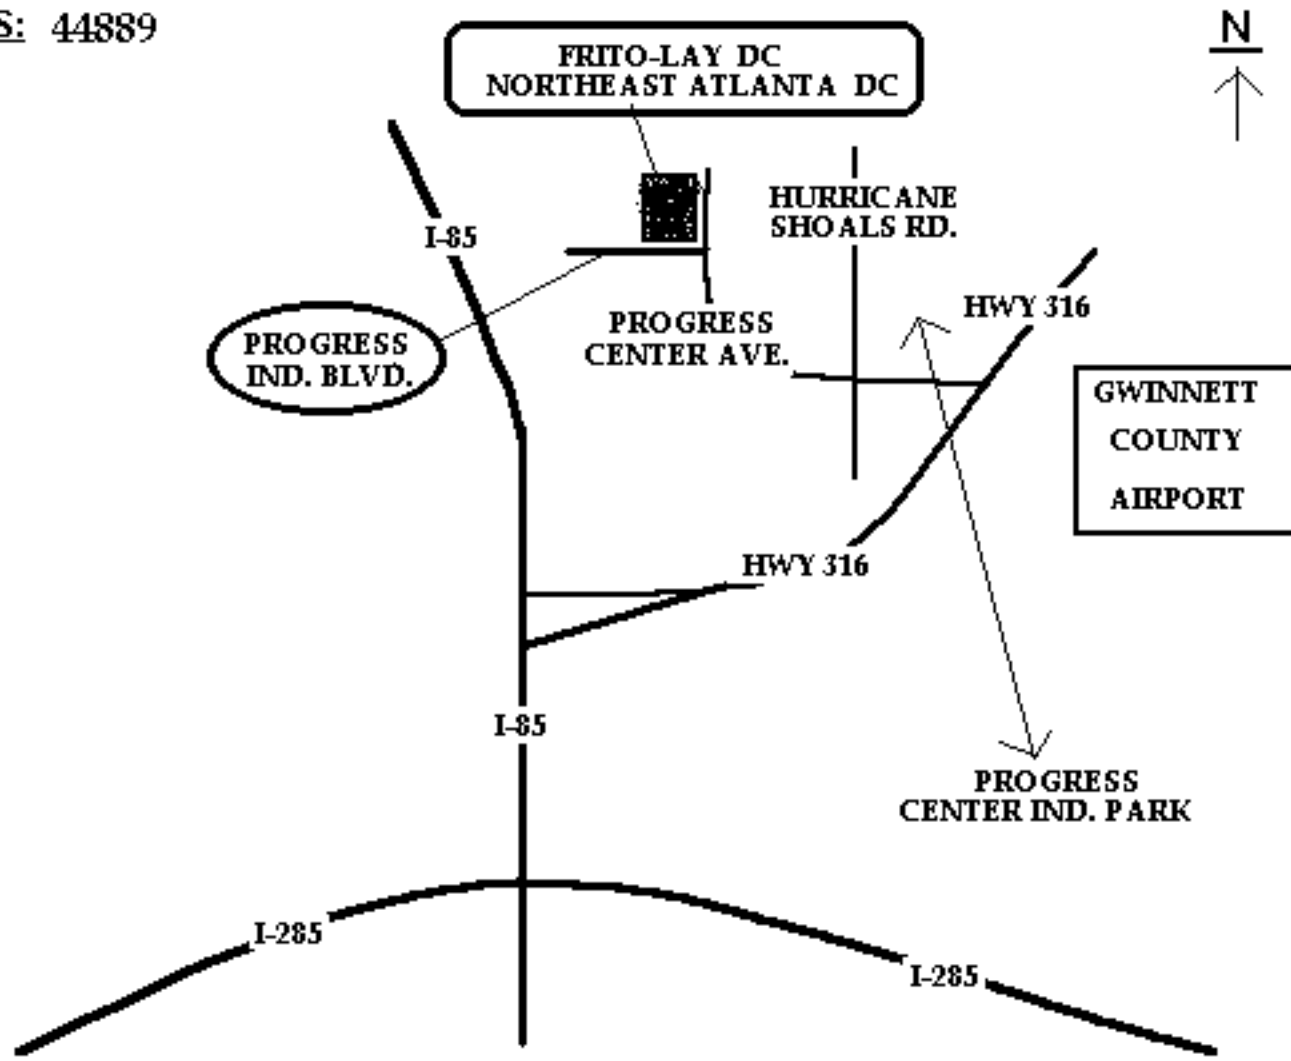 S: 44889
N
FRITO-LAY DC
NORTHEAST ATLANTA DC
HURRICANE
SHOALS RD.
I-85
HWY 316
PROGRESS
CENTER AVE.
PROGRESS
IND. BLVD.
GWINNETT
COUNTY
AIRPORT
HWY 316
I-85
PROGRESS
CENTER IND. PARK
I-285
I-285